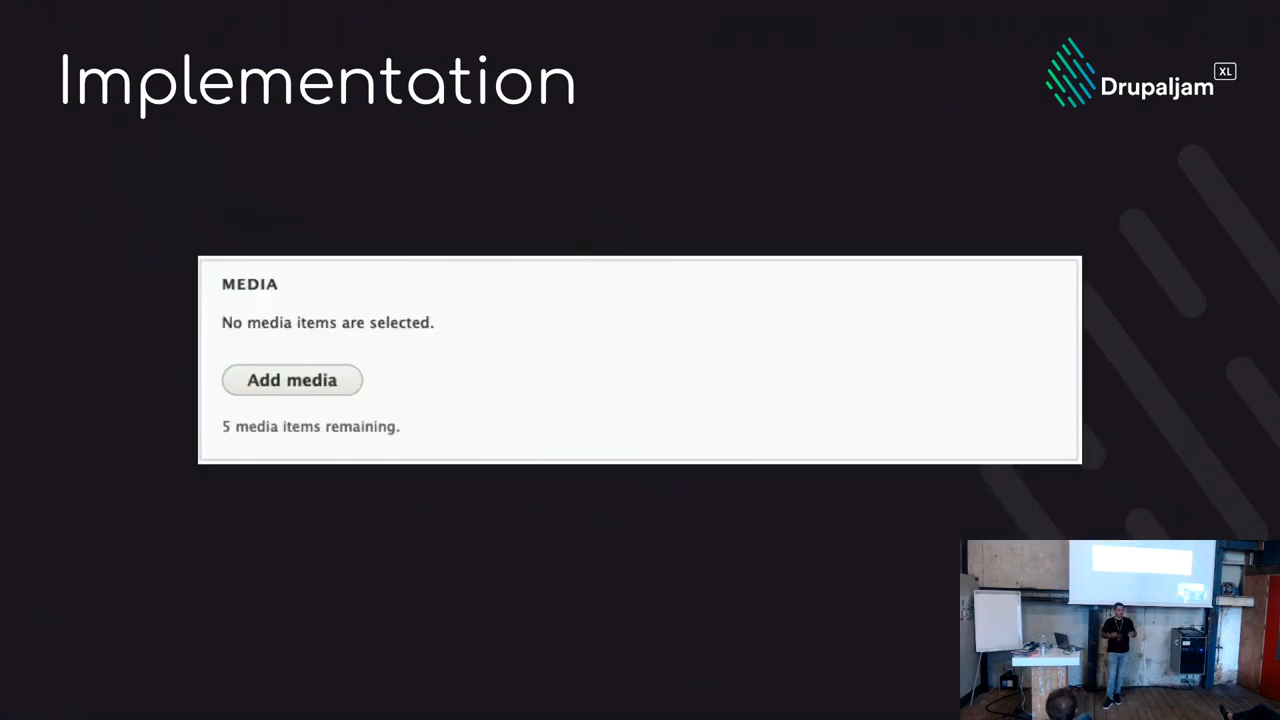 Implementation
Drupaljam XL
MEDIA
No media items are selected.
Add media
5 media items remaining.